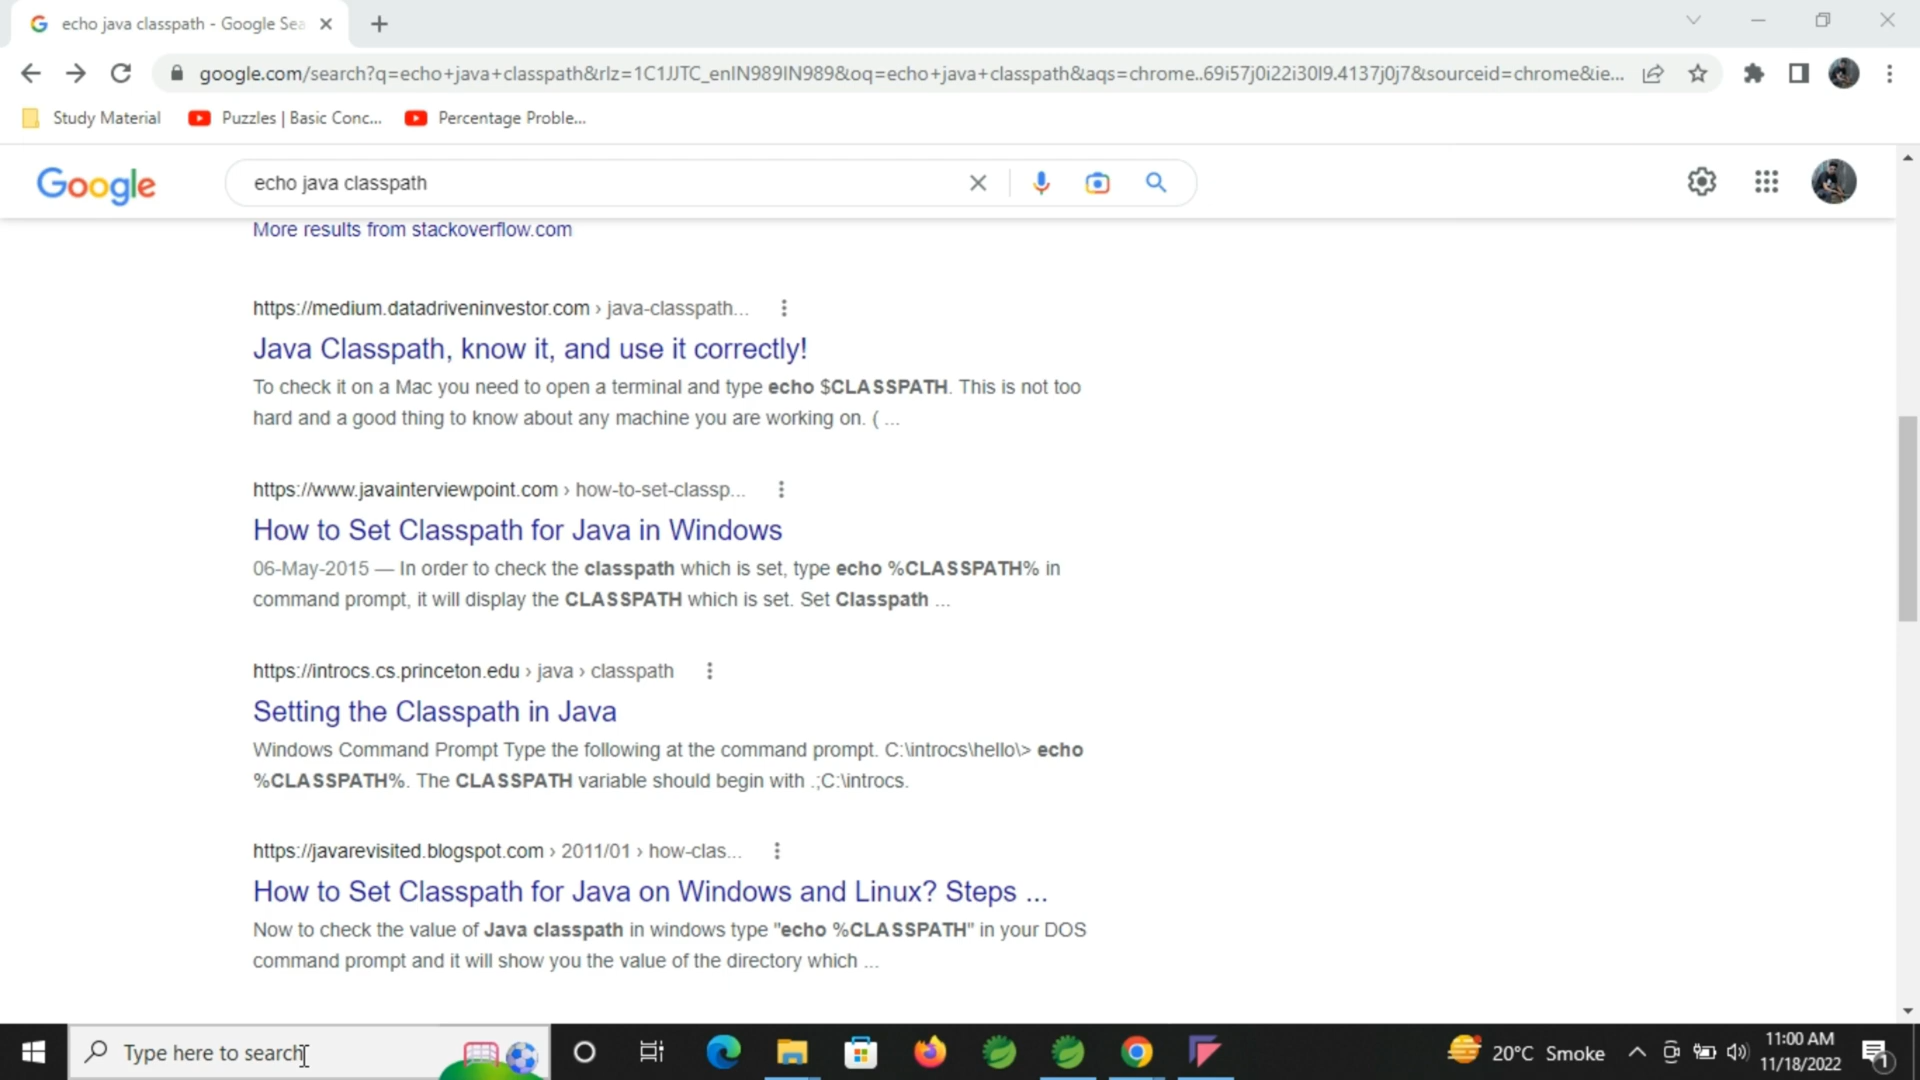 echo java classpath - Google Sea
google.com/search?q=echo+java+classpath&rlz=1C1JJTC_enIN989IN989&oq=echo+java+classpath&aqs=chrome..69i57j0i22i30l9.4137j0j7&sourceid=chrome&ie...
Study Material
Puzzles | Basic Conc...
Percentage Proble...
Google
echo java classpath
More results from stackoverflow.com
https://medium.datadriveninvestor.com › java-classpath...
Java Classpath, know it, and use it correctly!
To check it on a Mac you need to open a terminal and type echo $CLASSPATH. This is not too
hard and a good thing to know about any machine you are working on. ( ...
https://www.javainterviewpoint.com › how-to-set-classp...
How to Set Classpath for Java in Windows
06-May-2015 — In order to check the classpath which is set, type echo %CLASSPATH% in
command prompt, it will display the CLASSPATH which is set. Set Classpath ...
https://introcs.cs.princeton.edu › java › classpath
Setting the Classpath in Java
Windows Command Prompt Type the following at the command prompt. C:\introcs\hello\> echo
%CLASSPATH%. The CLASSPATH variable should begin with .;C:\introcs.
https://javarevisited.blogspot.com › 2011/01 › how-clas...
How to Set Classpath for Java on Windows and Linux? Steps ...
Now to check the value of Java classpath in windows type "echo %CLASSPATH" in your DOS
command prompt and it will show you the value of the directory which ...
Type here to search
20°C Smoke
11:00 AM
11/18/2022
1